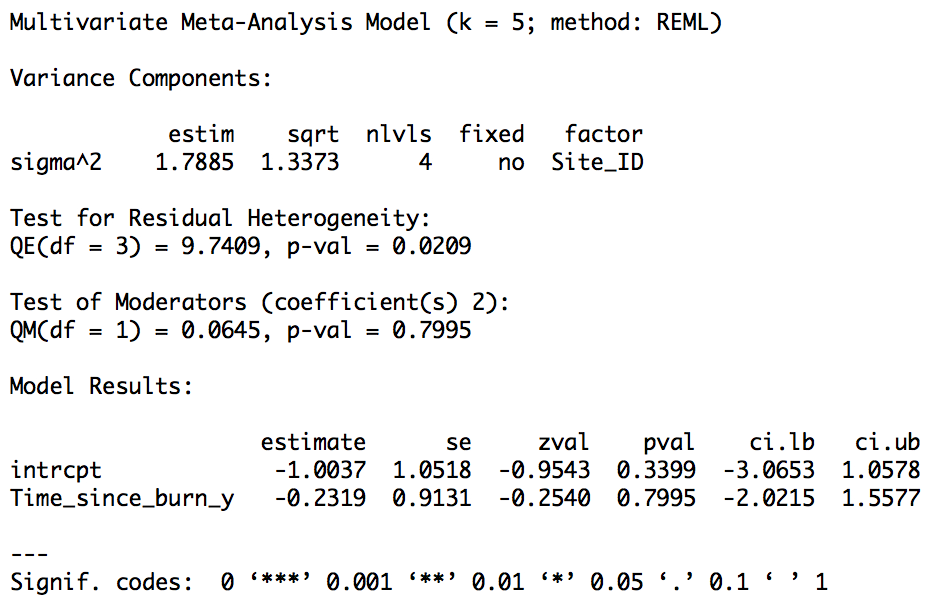 Multivariate Meta-Analysis Model (k = 5; method: REML)
Variance Components:
estim sqrt nlvls fixed factor
sigma^2 1.7885 1.3373 4 no Site_ID
Test for Residual Heterogeneity:
QE(df = 3) = 9.7409, p-val = 0.0209
Test of Moderators (coefficient(s) 2):
QM(df = 1) = 0.0645, p-val = 0.7995
Model Results:
estimate se zval pval ci.lb ci.ub
intrcpt -1.0037 1.0518 -0.9543 0.3399 -3.0653 1.0578
Time_since_burn_y -0.2319 0.9131 -0.2540 0.7995 -2.0215 1.5577
---
Signif. codes: 0 ‘***’ 0.001 ‘**’ 0.01 ‘*’ 0.05 ‘.’ 0.1 ‘ ’ 1